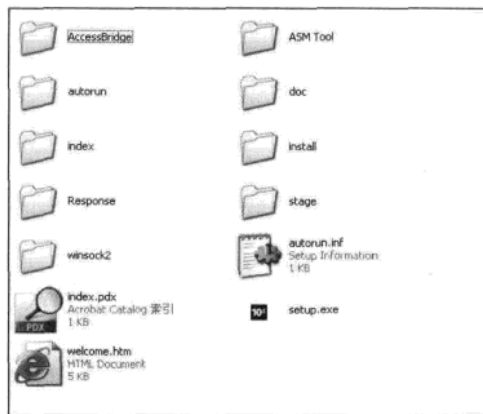 AccessBridge
ASM Tool
autorun
doc
index
install
Response
stage
winsock2
autorun.inf
Setup Information
1 KB
index.pdx
Acrobat Catalog 索引
1 KB
PDX
10g
setup.exe
welcome.htm
HTML Document
5 KB